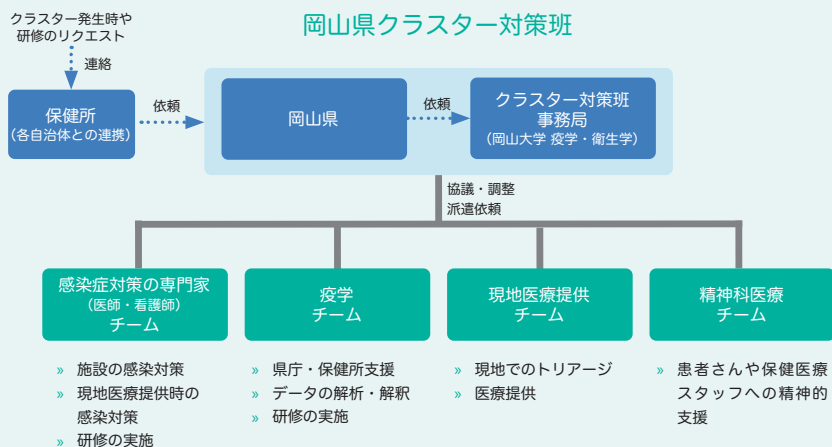 岡山県クラスター対策班
クラスター発生時や
研修のリクエスト
連絡
保健所
(各自治体との連携)
依頼
岡山県
依頼
クラスター対策班
事務局
(岡山大学 疫学・衛生学)
協議・調整
派遣依頼
感染症対策の専門家
(医師・看護師)
チーム
» 施設の感染対策
» 現地医療提供時の
感染対策
» 研修の実施
疫学
チーム
» 県庁・保健所支援
» データの解析・解釈
» 研修の実施
現地医療提供
チーム
» 現地でのトリアージ
» 医療提供
精神科医療
チーム
» 患者さんや保健医療
スタッフへの精神的
支援